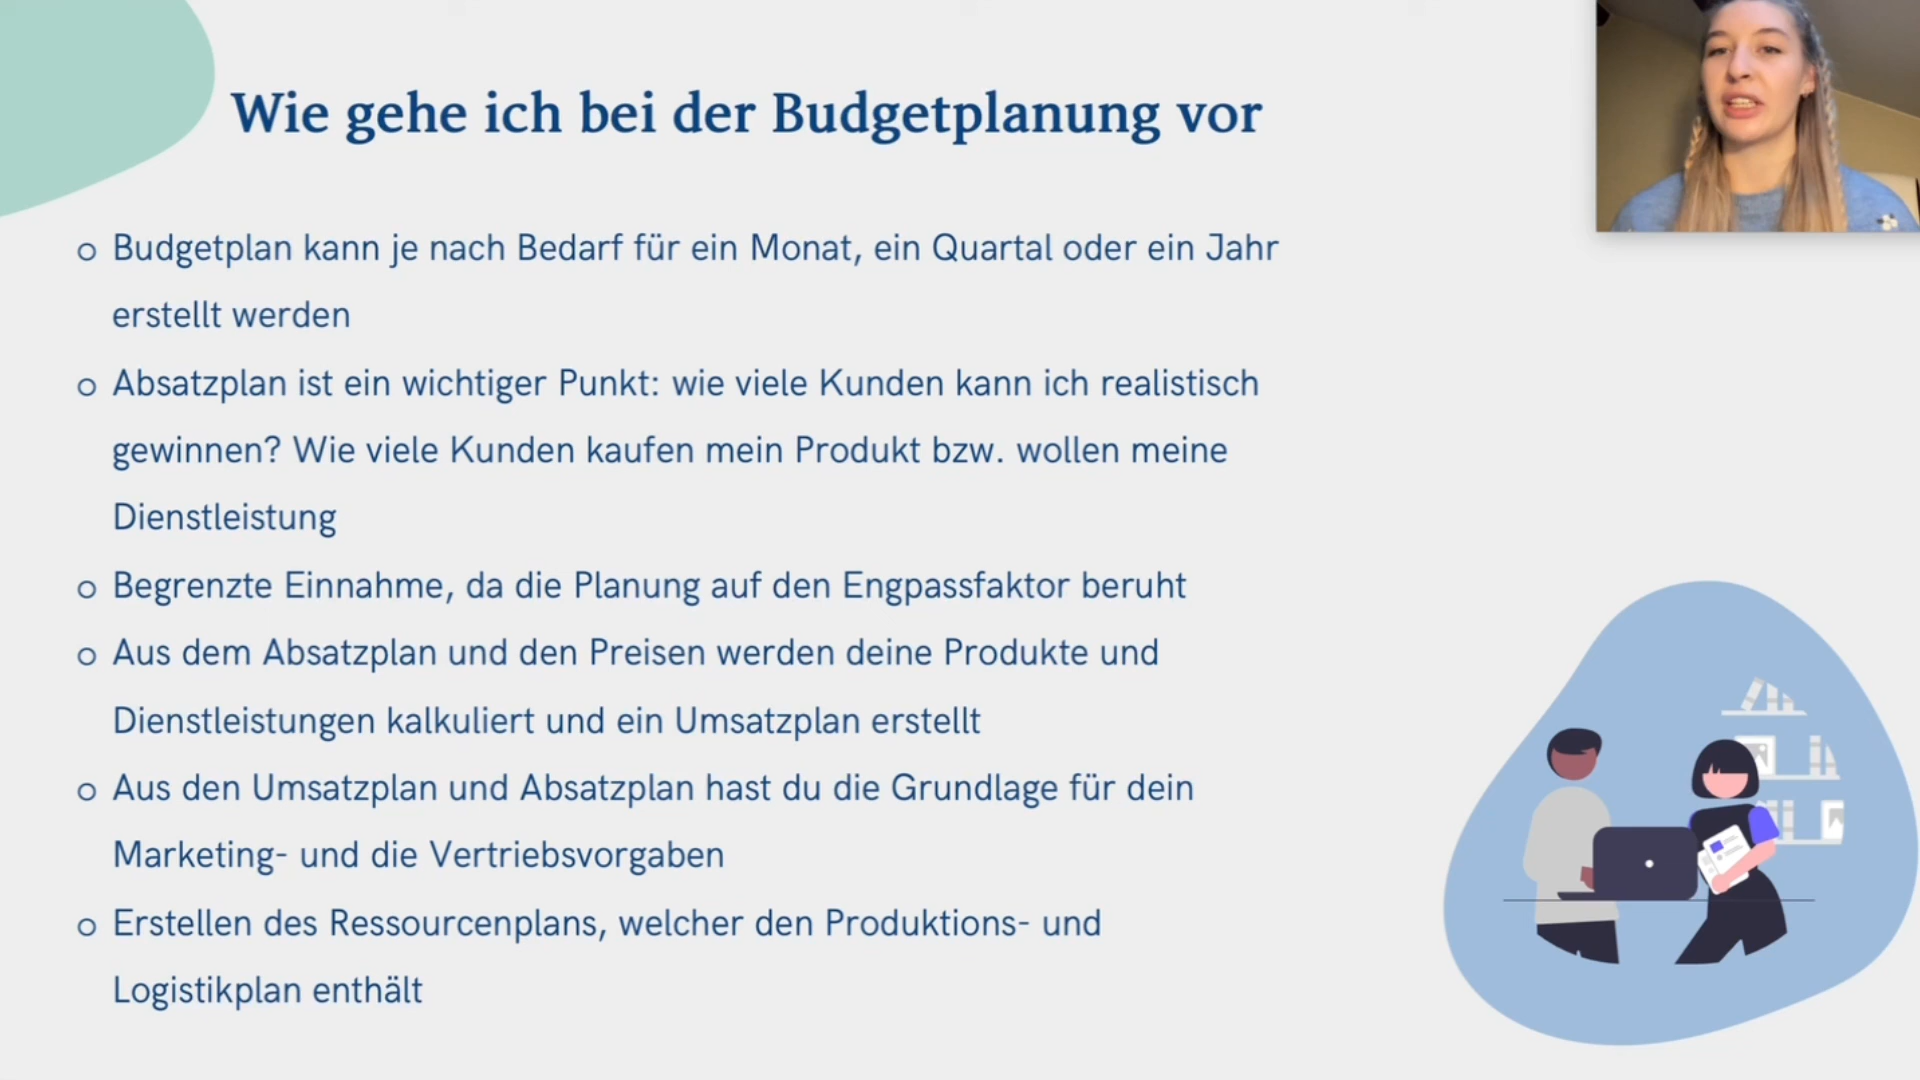 Wie gehe ich bei der Budgetplanung vor
o Budgetplan kann je nach Bedarf für ein Monat, ein Quartal oder ein Jahr
erstellt werden
o Absatzplan ist ein wichtiger Punkt: wie viele Kunden kann ich realistisch
gewinnen? Wie viele Kunden kaufen mein Produkt bzw. wollen meine
Dienstleistung
o Begrenzte Einnahme, da die Planung auf den Engpassfaktor beruht
o Aus dem Absatzplan und den Preisen werden deine Produkte und
Dienstleistungen kalkuliert und ein Umsatzplan erstellt
o Aus den Umsatzplan und Absatzplan hast du die Grundlage für dein
Marketing- und die Vertriebsvorgaben
o Erstellen des Ressourcenplans, welcher den Produktions- und
Logistikplan enthält